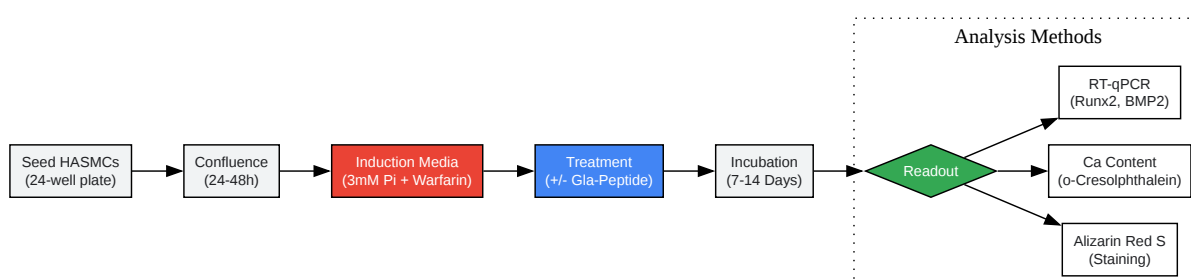 Analysis Methods
Seed HASMCs
(24-well plate)
Confluence
(24-48h)
Induction Media
(3mM Pi + Warfarin)
Treatment
(+/- Gla-Peptide)
Incubation
(7-14 Days)
Readout
RT-qPCR
(Runx2, BMP2)
Ca Content
(o-Cresolphthalein)
Alizarin Red S
(Staining)